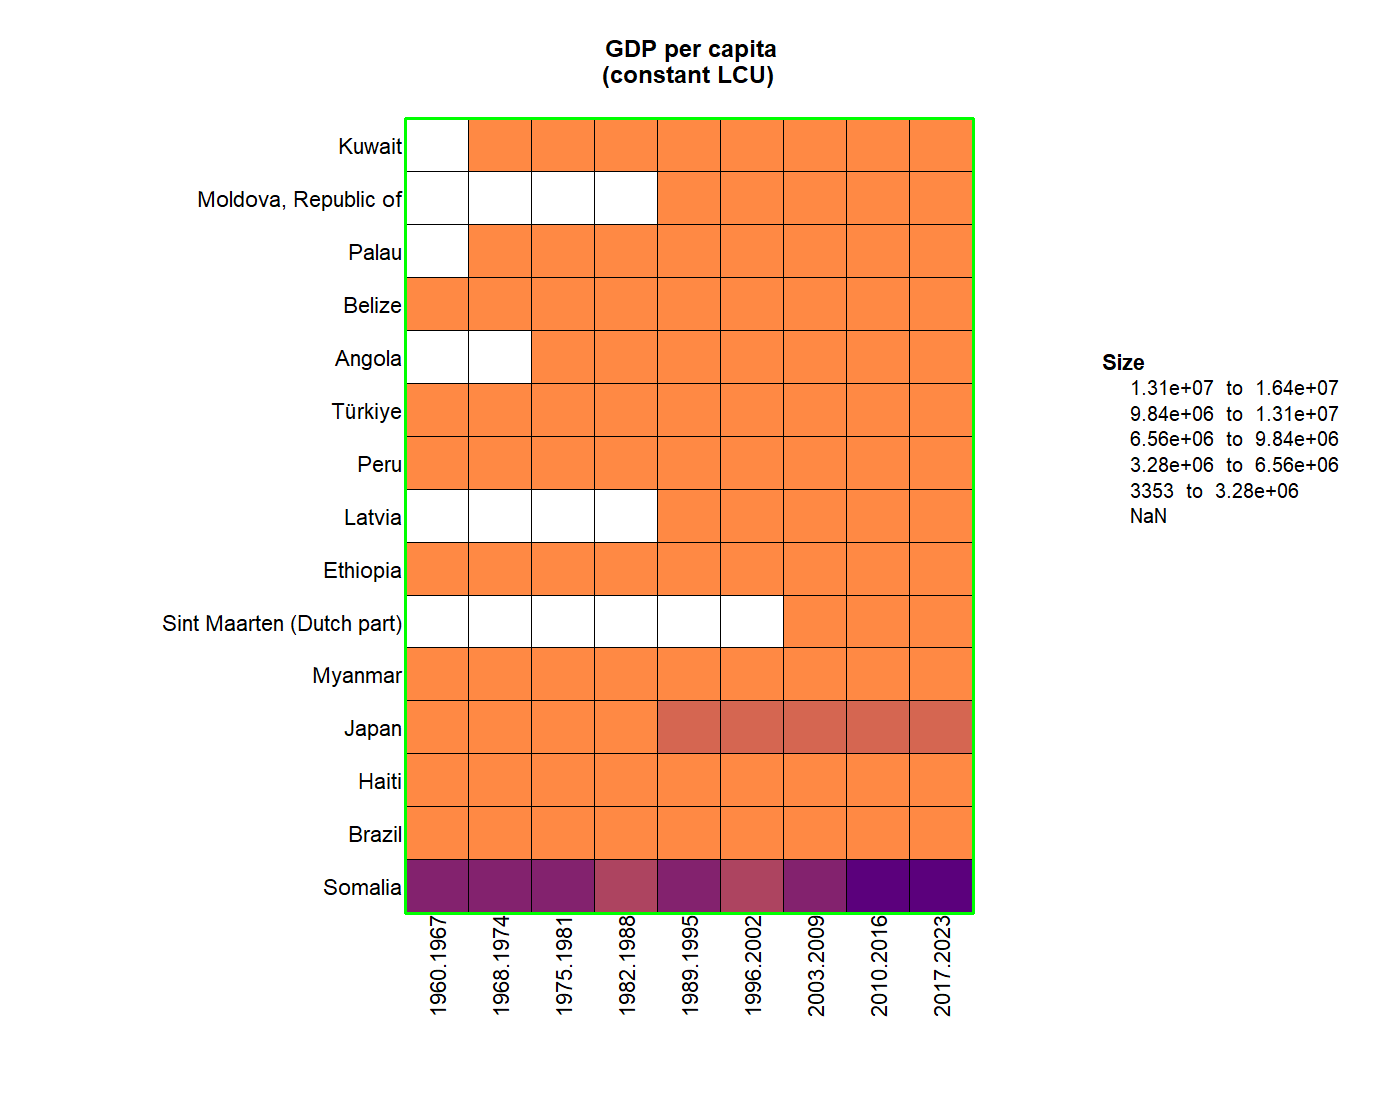 GDP per capita
(constant LCU)
Kuwait
Moldova, Republic of
Palau
Belize
Angola
Türkiye
Peru
Latvia
Ethiopia
Sint Maarten (Dutch part)
Myanmar
Japan
Haiti
Brazil
Somalia
1960.1967
1968.1974
1975.1981
1982.1988
1989.1995
1996.2002
2003.2009
2010.2016
2017.2023
Size
1.31e+07 to 1.64e+07
9.84e+06 to 1.31e+07
6.56e+06 to 9.84e+06
3.28e+06 to 6.56e+06
3353 to 3.28e+06
NaN